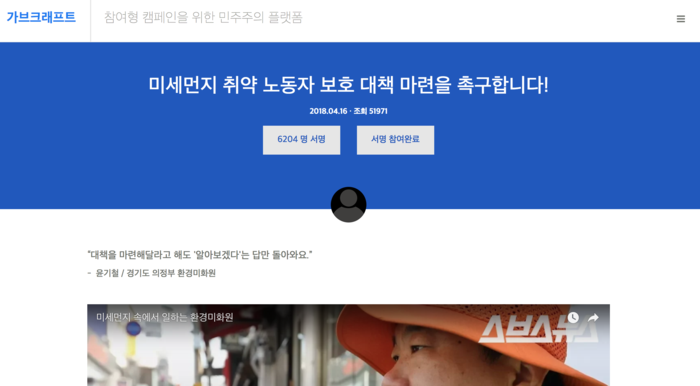 가브크래프트
참여형 캠페인을 위한 민주주의 플랫폼
미세먼지 취약 노동자 보호 대책 마련을 촉구합니다!
2018.04.16 · 조회 51971
6204 명 서명
서명 참여완료
"대책을 마련해달라고 해도 '알아보겠다'는 답만 돌아와요."
- 윤기철 / 경기도 의정부 환경미화원
미세먼지 속에서 일하는 환경미화원
스브스뉴스